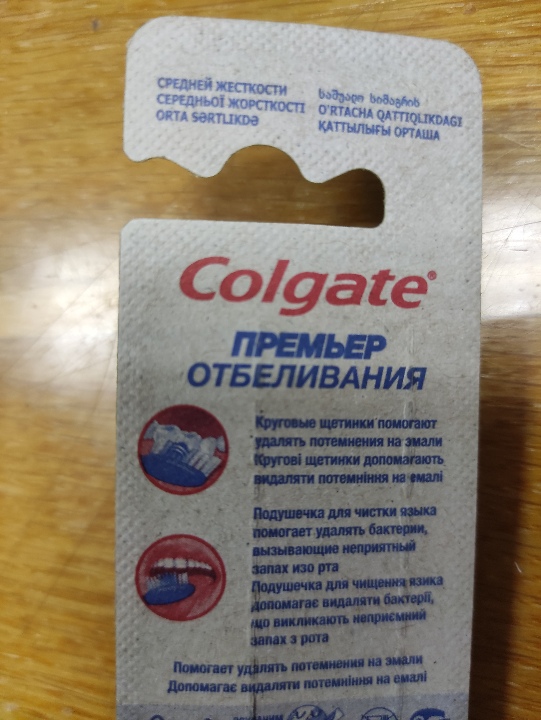 СРЕДНЕЙ ЖЕСТКОСТИ
СЕРЕДНЬОЇ ЖОРСТКОСТІ
ORTA SƏRTLIKDƏ
საშუალო სიმაგრის
O'RTACHA QATTIQLIKDAGI
ҚАТТЫЛЫҒЫ ОРТАША
Colgate®
ПРЕМЬЕР
ОТБЕЛИВАНИЯ
Круговые щетинки помогают
удалять потемнения на эмали
Кругові щетинки допомагають
видаляти потемніння на емалі
Подушечка для чистки языка
помогает удалять бактерии,
вызывающие неприятный
запах изо рта
Подушечка для чищення язика
допомагає видаляти бактерії,
що викликають неприємний
запах з рота
Помогает удалять потемнения на эмали
Допомагає видаляти потемніння на емалі